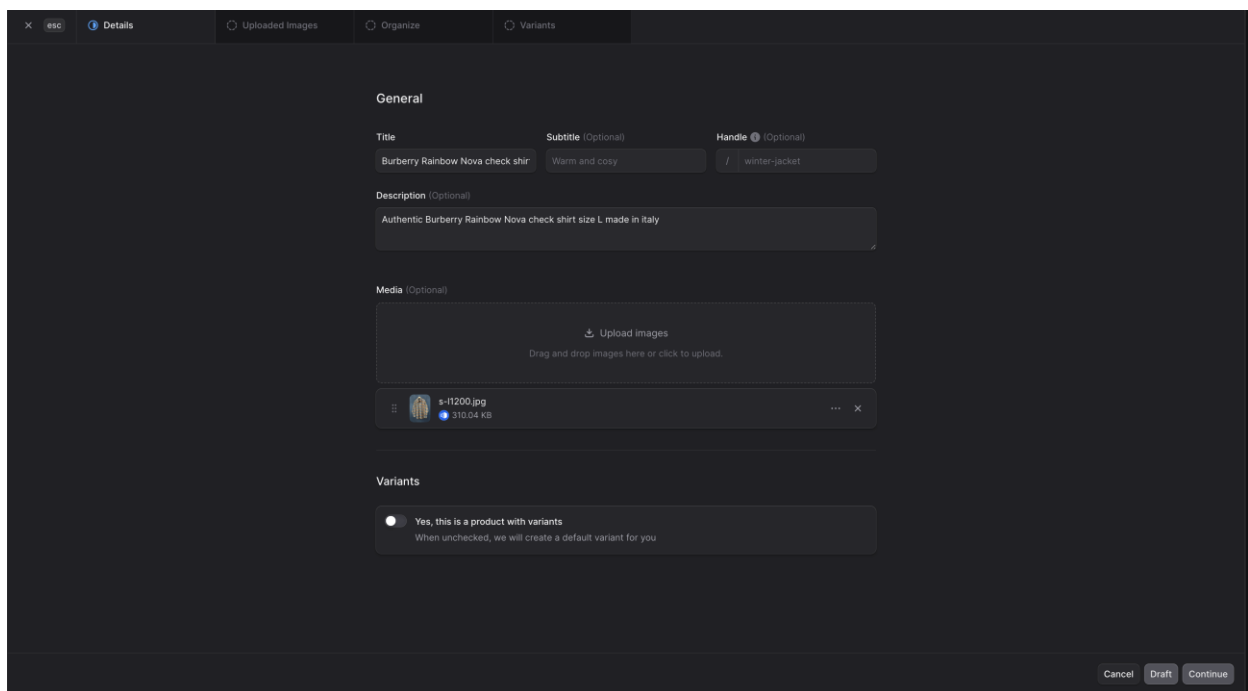 esc
Details
Uploaded Images
Organize
Variants
General
Title
Subtitle (Optional)
Handle (Optional)
Burberry Rainbow Nova check shir
Warm and cosy
/ winter-jacket
Description (Optional)
Authentic Burberry Rainbow Nova check shirt size L made in italy
Media (Optional)
Upload images
Drag and drop images here or click to upload.
s-l1200.jpg
310.04 KB
Variants
Yes, this is a product with variants
When unchecked, we will create a default variant for you
Cancel
Draft
Continue